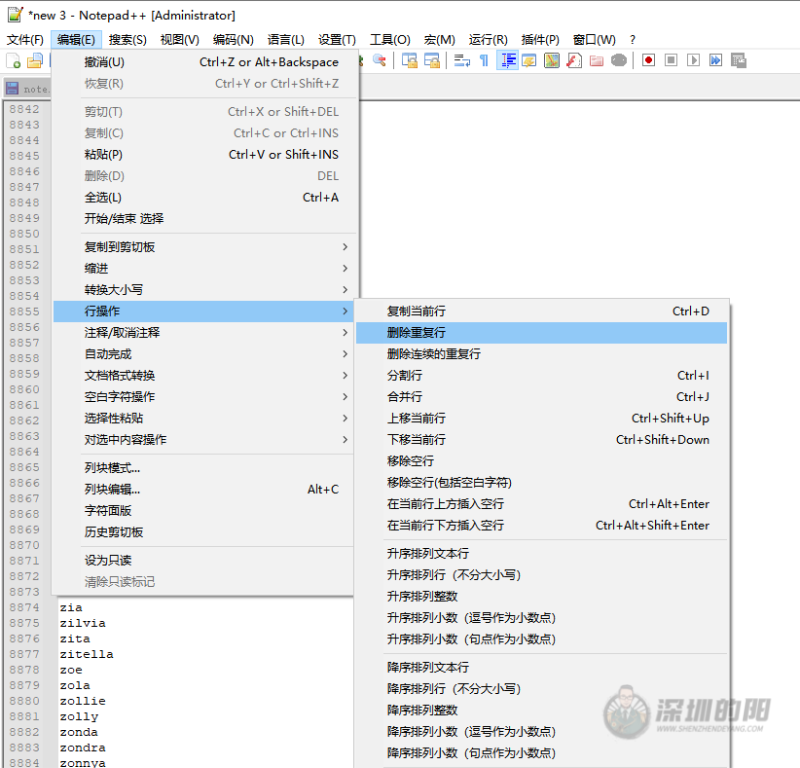 *new 3 - Notepad++ [Administrator]
文件(F) 编辑(E) 搜索(S) 视图(V) 编码(N) 语言(L) 设置(T) 工具(O) 宏(M) 运行(R) 插件(P) 窗口(W) ?
note
撤消(U) Ctrl+Z or Alt+Backspace
恢复(R) Ctrl+Y or Ctrl+Shift+Z
剪切(T) Ctrl+X or Shift+DEL
复制(C) Ctrl+C or Ctrl+INS
粘贴(P) Ctrl+V or Shift+INS
删除(D) DEL
全选(L) Ctrl+A
开始/结束 选择
复制到剪切板
缩进
转换大小写
行操作
注释/取消注释
自动完成
文档格式转换
空白字符操作
选择性粘贴
对选中内容操作
列块模式...
列块编辑... Alt+C
字符面版
历史剪切板
设为只读
清除只读标记
复制当前行 Ctrl+D
删除重复行
删除连续的重复行
分割行 Ctrl+I
合并行 Ctrl+J
上移当前行 Ctrl+Shift+Up
下移当前行 Ctrl+Shift+Down
移除空行
移除空行(包括空白字符)
在当前行上方插入空行 Ctrl+Alt+Enter
在当前行下方插入空行 Ctrl+Alt+Shift+Enter
升序排列文本行
升序排列行（不分大小写）
升序排列整数
升序排列小数（逗号作为小数点）
升序排列小数（句点作为小数点）
降序排列文本行
降序排列行（不分大小写）
降序排列整数
降序排列小数（逗号作为小数点）
降序排列小数（句点作为小数点）
8842
8843
8844
8845
8846
8847
8848
8849
8850
8851
8852
8853
8854
8855
8856
8857
8858
8859
8860
8861
8862
8863
8864
8865
8866
8867
8868
8869
8870
8871
8872
8873
8874 zia
8875 zilvia
8876 zita
8877 zitella
8878 zoe
8879 zola
8880 zollie
8881 zolly
8882 zonda
8883 zondra
8884 zonnya
深圳的阳
WWW.SHENZHENDEYANG.COM